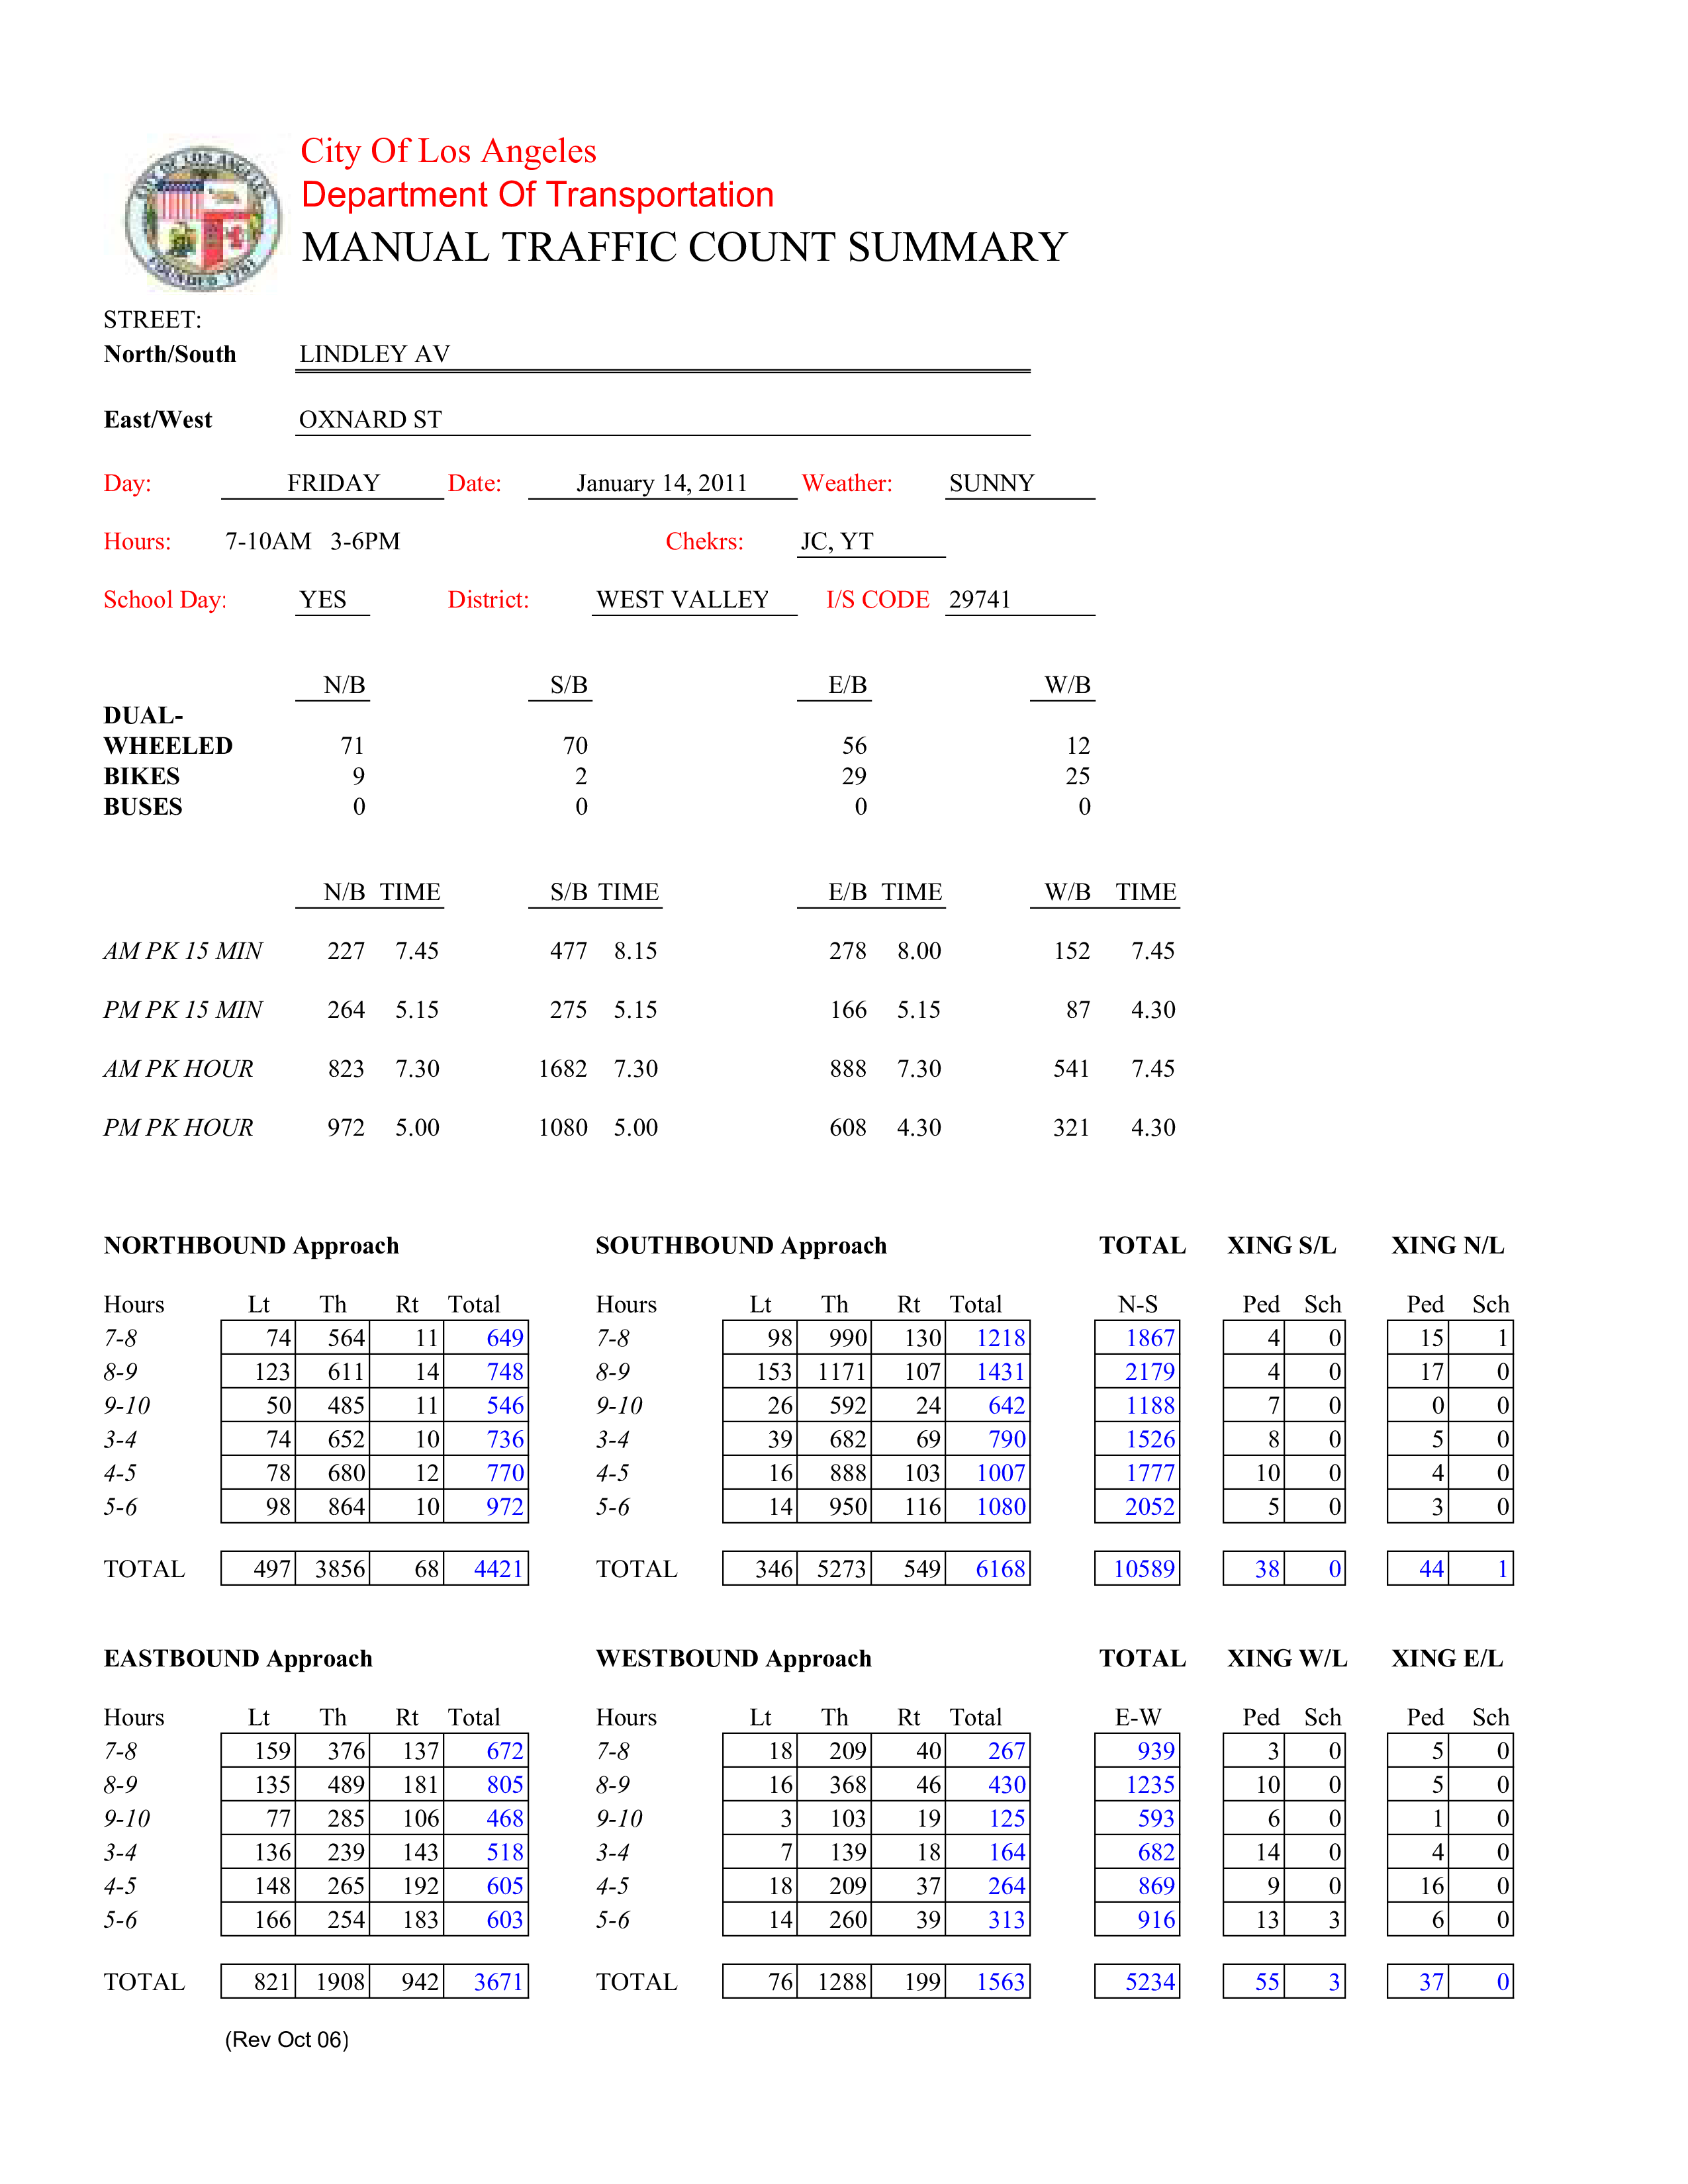 City Of Los Angeles
Department Of Transportation
MANUAL TRAFFIC COUNT SUMMARY
CITY OF LOS ANGELES
FOUNDED 1781
STREET:
North/South LINDLEY AV
East/West OXNARD ST
Day: FRIDAY Date: January 14, 2011 Weather: SUNNY
Hours: 7-10AM 3-6PM Chekrs: JC, YT
School Day: YES District: WEST VALLEY I/S CODE 29741
N/B S/B E/B W/B
DUAL-
WHEELED 71 70 56 12
BIKES 9 2 29 25
BUSES 0 0 0 0
N/B TIME S/B TIME E/B TIME W/B TIME
AM PK 15 MIN 227 7.45 477 8.15 278 8.00 152 7.45
PM PK 15 MIN 264 5.15 275 5.15 166 5.15 87 4.30
AM PK HOUR 823 7.30 1682 7.30 888 7.30 541 7.45
PM PK HOUR 972 5.00 1080 5.00 608 4.30 321 4.30
NORTHBOUND Approach SOUTHBOUND Approach TOTAL XING S/L XING N/L
Hours Lt Th Rt Total Hours Lt Th Rt Total N-S Ped Sch Ped Sch
7-8 74 564 11 649 7-8 98 990 130 1218 1867 4 0 15 1
8-9 123 611 14 748 8-9 153 1171 107 1431 2179 4 0 17 0
9-10 50 485 11 546 9-10 26 592 24 642 1188 7 0 0 0
3-4 74 652 10 736 3-4 39 682 69 790 1526 8 0 5 0
4-5 78 680 12 770 4-5 16 888 103 1007 1777 10 0 4 0
5-6 98 864 10 972 5-6 14 950 116 1080 2052 5 0 3 0
TOTAL 497 3856 68 4421 TOTAL 346 5273 549 6168 10589 38 0 44 1
EASTBOUND Approach WESTBOUND Approach TOTAL XING W/L XING E/L
Hours Lt Th Rt Total Hours Lt Th Rt Total E-W Ped Sch Ped Sch
7-8 159 376 137 672 7-8 18 209 40 267 939 3 0 5 0
8-9 135 489 181 805 8-9 16 368 46 430 1235 10 0 5 0
9-10 77 285 106 468 9-10 3 103 19 125 593 6 0 1 0
3-4 136 239 143 518 3-4 7 139 18 164 682 14 0 4 0
4-5 148 265 192 605 4-5 18 209 37 264 869 9 0 16 0
5-6 166 254 183 603 5-6 14 260 39 313 916 13 3 6 0
TOTAL 821 1908 942 3671 TOTAL 76 1288 199 1563 5234 55 3 37 0
(Rev Oct 06)